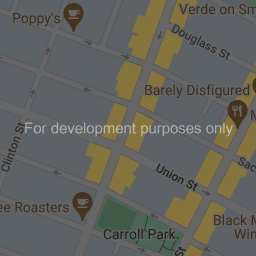 Verde on Sm
Poppy's
Douglass St
Barely Disfigured
For development purposes only
Clinton St
Sac
Union St
ee Roasters
Black M
Win
Carroll Park
St